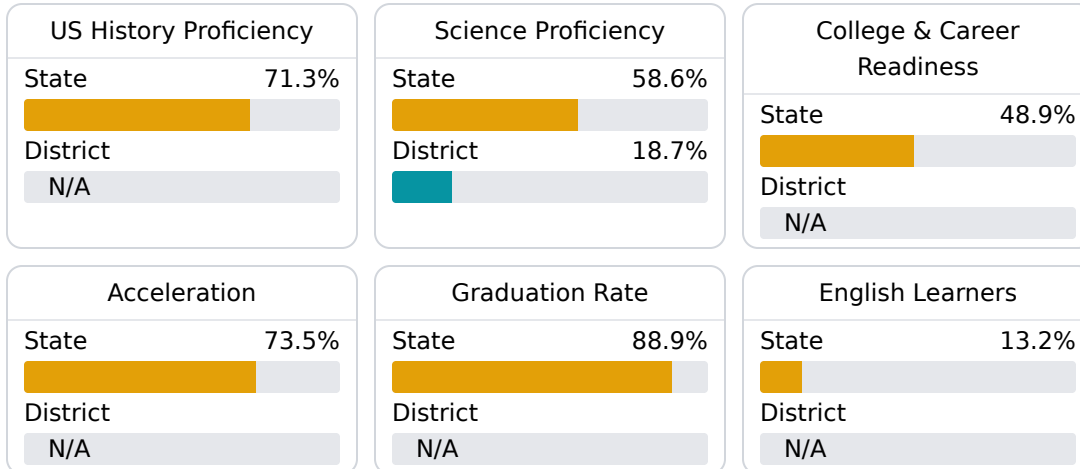 US History Proficiency
State 71.3%
District
N/A
Science Proficiency
State 58.6%
District 18.7%
College & Career
Readiness
State 48.9%
District
N/A
Acceleration
State 73.5%
District
N/A
Graduation Rate
State 88.9%
District
N/A
English Learners
State 13.2%
District
N/A